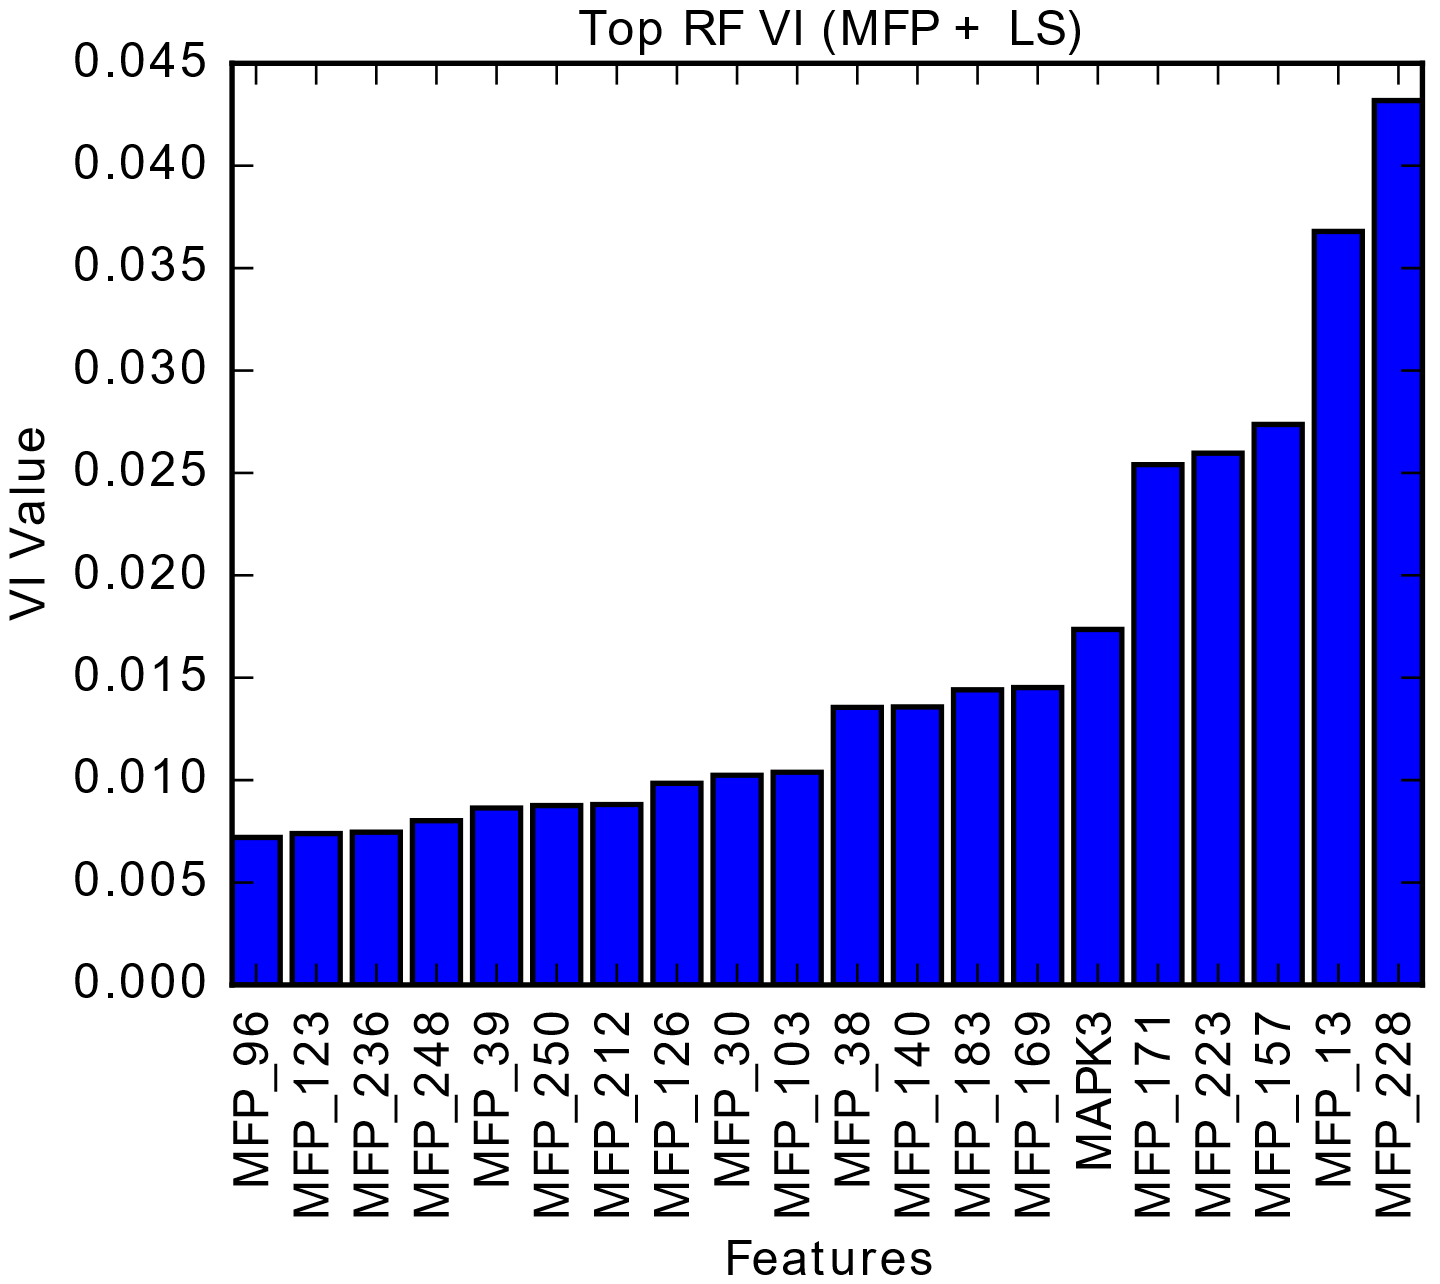 Top RF VI (MFP + LS)
0.045
0.040
0.035
0.030
0.025
0.020
0.015
0.010
0.005
0.000
VI Value
MFP_96
MFP_123
MFP_236
MFP_248
MFP_39
MFP_250
MFP_212
MFP_126
MFP_30
MFP_103
MFP_38
MFP_140
MFP_183
MFP_169
MAPK3
MFP_171
MFP_223
MFP_157
MFP_13
MFP_228
Features